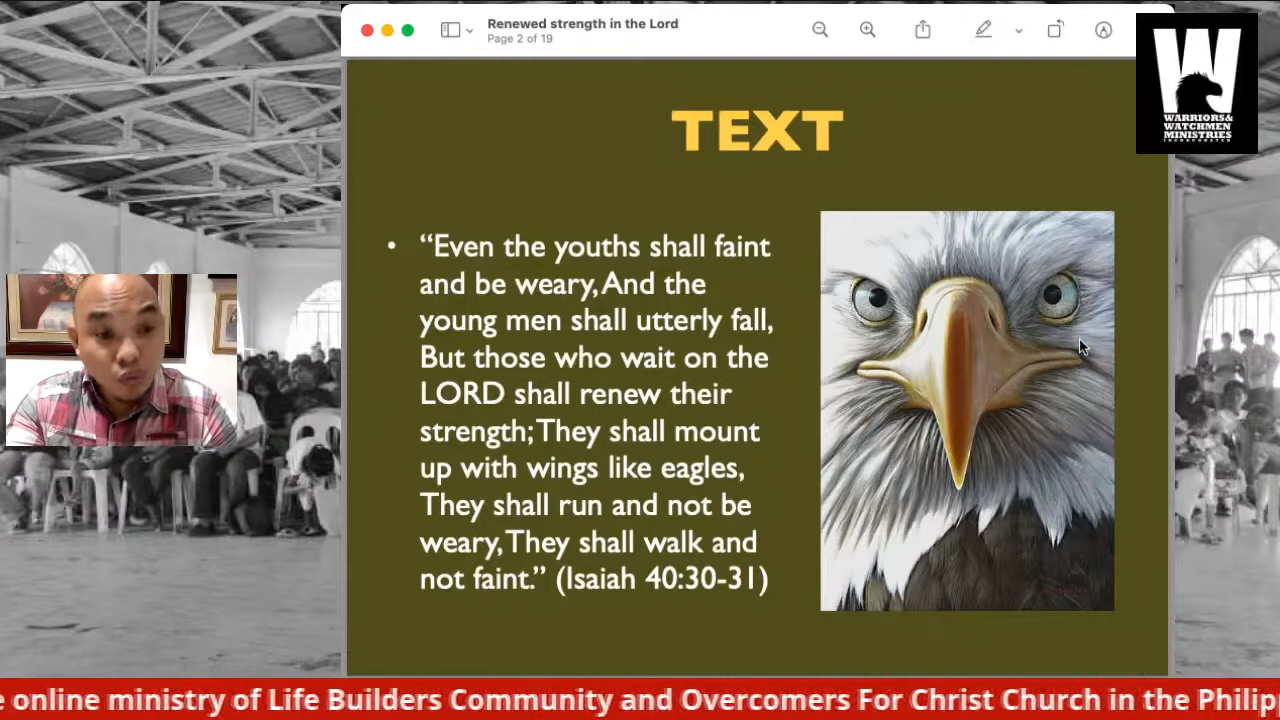 Renewed strength in the Lord
Page 2 of 19
W
WARRIORS&
WATCHMEN
MINISTRIES
INCORPORATED
TEXT
• “Even the youths shall faint
and be weary, And the
young men shall utterly fall,
But those who wait on the
LORD shall renew their
strength; They shall mount
up with wings like eagles,
They shall run and not be
weary, They shall walk and
not faint.” (Isaiah 40:30-31)
e online ministry of Life Builders Community and Overcomers For Christ Church in the Philipp